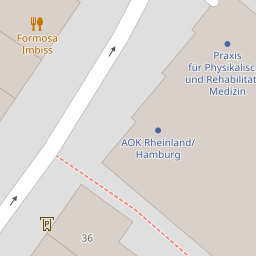 Formosa
Imbiss
Praxis
für Physikalisc
und Rehabilitat
Medizin
AOK Rheinland/
Hamburg
P
36